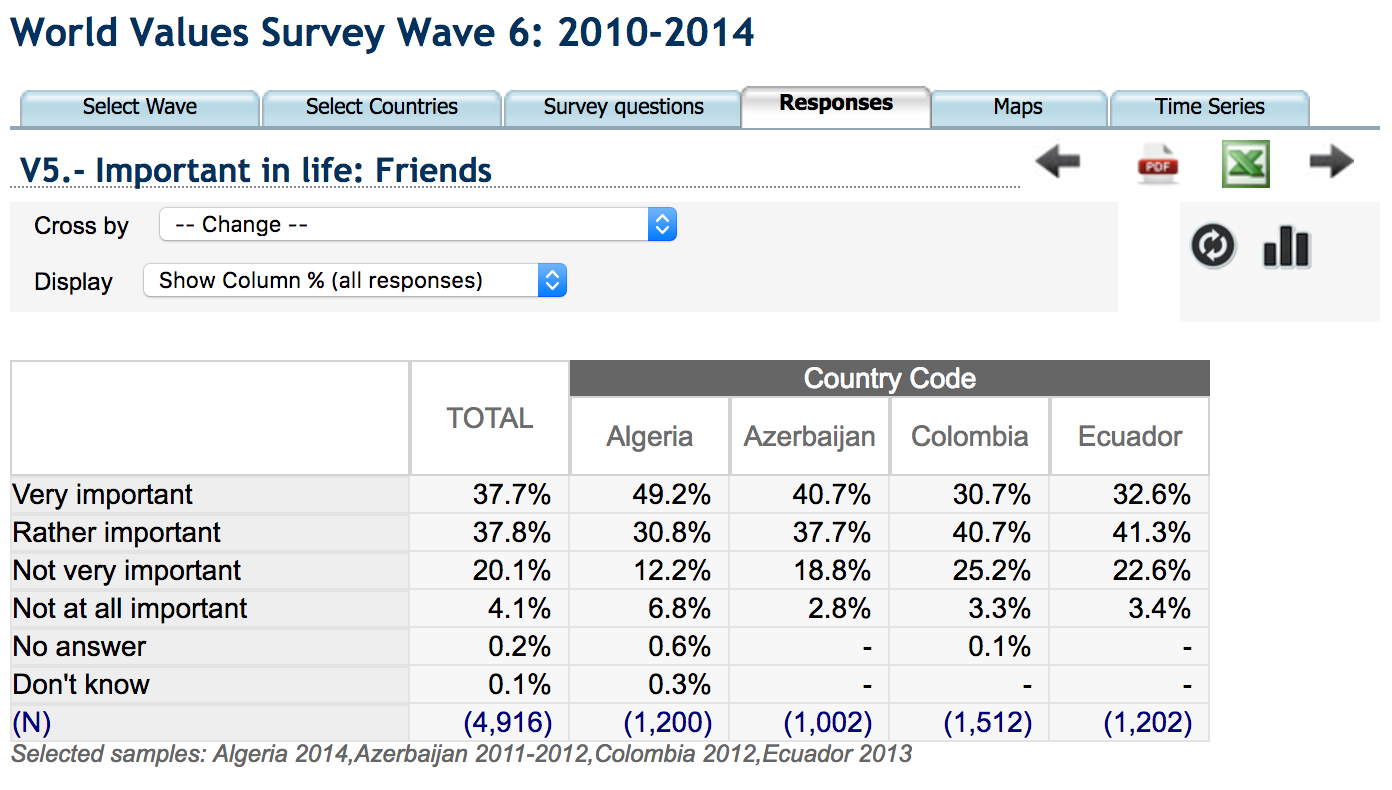 World Values Survey Wave 6: 2010-2014
Select Wave Select Countries Survey questions Responses Maps Time Series
V5.- Important in life: Friends
PDF
Cross by -- Change --
Display Show Column % (all responses)
TOTAL Country Code
Algeria Azerbaijan Colombia Ecuador
Very important 37.7% 49.2% 40.7% 30.7% 32.6%
Rather important 37.8% 30.8% 37.7% 40.7% 41.3%
Not very important 20.1% 12.2% 18.8% 25.2% 22.6%
Not at all important 4.1% 6.8% 2.8% 3.3% 3.4%
No answer 0.2% 0.6% - 0.1% -
Don't know 0.1% 0.3% - - -
(N) (4,916) (1,200) (1,002) (1,512) (1,202)
Selected samples: Algeria 2014,Azerbaijan 2011-2012,Colombia 2012,Ecuador 2013